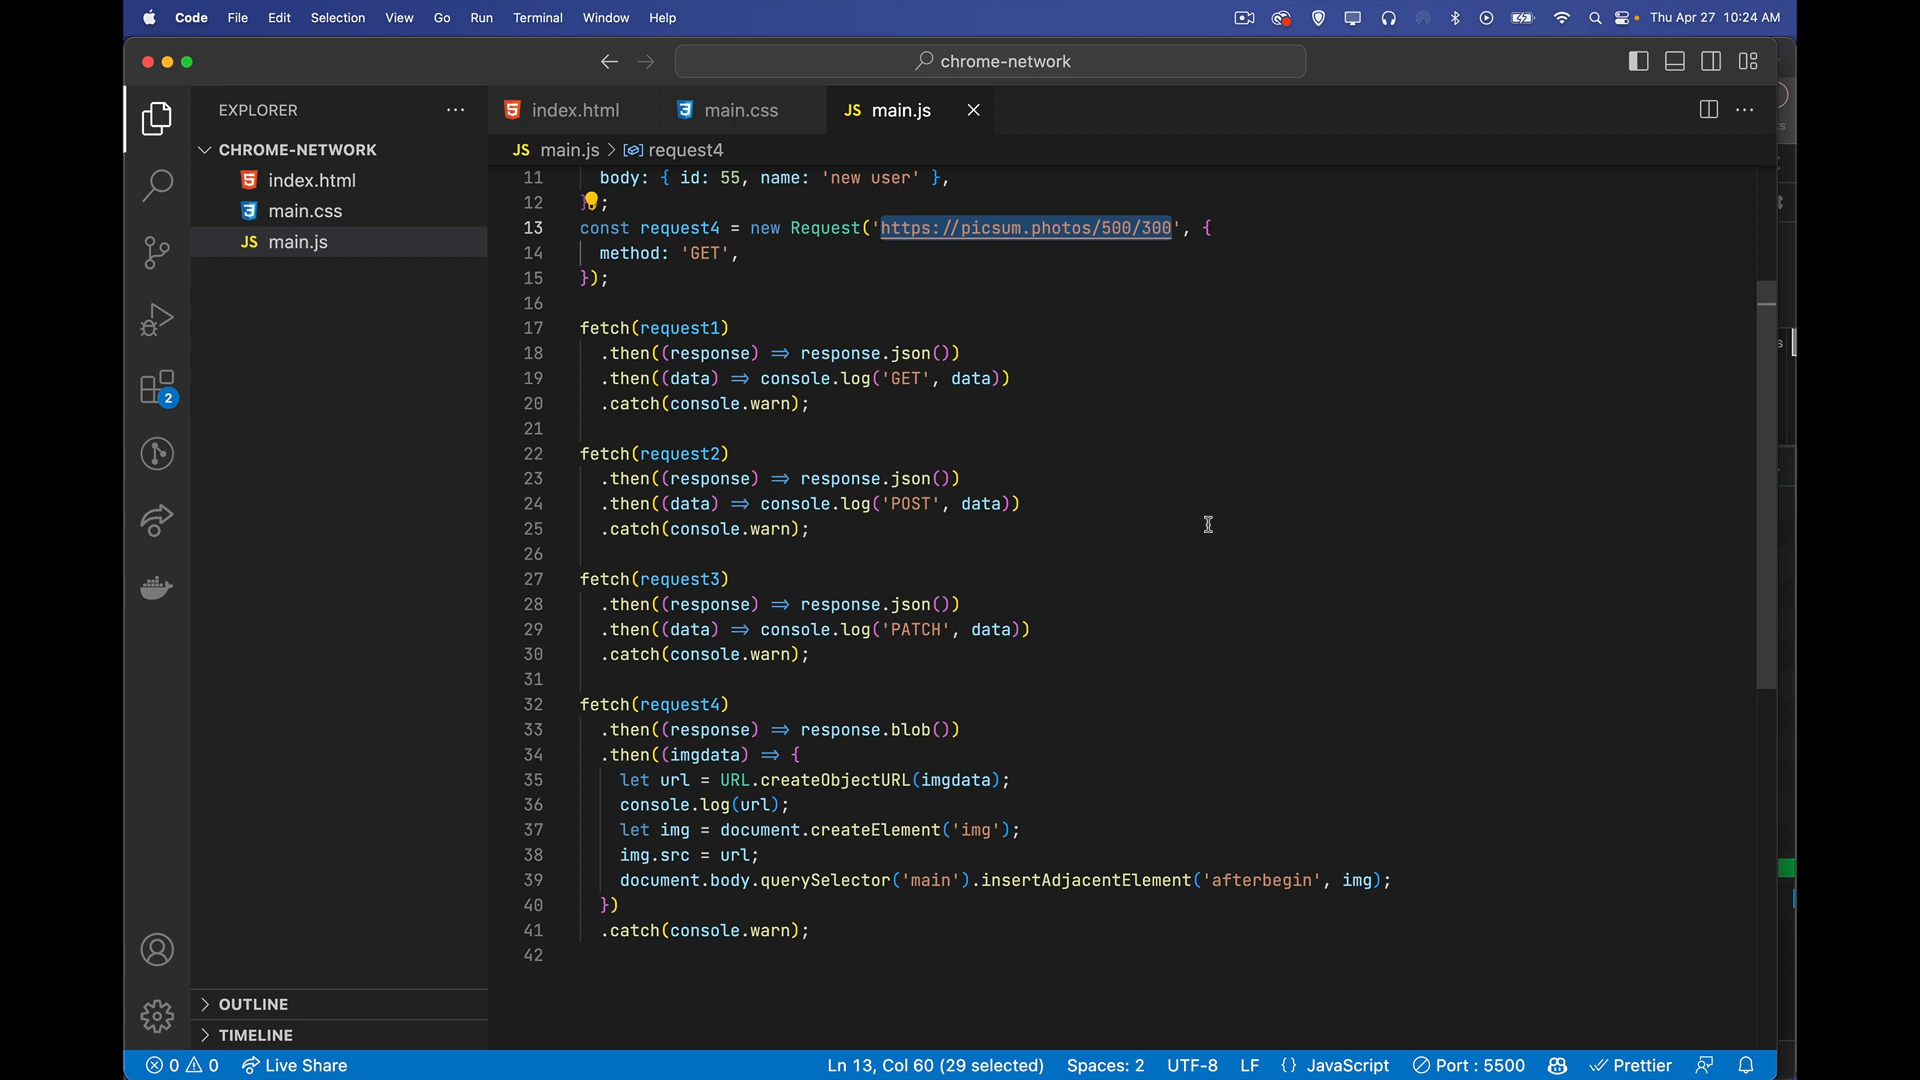 Code File Edit Selection View Go Run Terminal Window Help Thu Apr 27 10:24 AM
chrome-network
EXPLORER
index.html
main.css
JS main.js
CHROME-NETWORK
index.html
main.css
JS main.js
JS main.js > request4
11 body: { id: 55, name: 'new user' },
12 };
13 const request4 = new Request('https://picsum.photos/500/300', {
14 method: 'GET',
15 });
16
17 fetch(request1)
18 .then((response) => response.json())
19 .then((data) => console.log('GET', data))
20 .catch(console.warn);
21
22 fetch(request2)
23 .then((response) => response.json())
24 .then((data) => console.log('POST', data))
25 .catch(console.warn);
26
27 fetch(request3)
28 .then((response) => response.json())
29 .then((data) => console.log('PATCH', data))
30 .catch(console.warn);
31
32 fetch(request4)
33 .then((response) => response.blob())
34 .then((imgdata) => {
35 let url = URL.createObjectURL(imgdata);
36 console.log(url);
37 let img = document.createElement('img');
38 img.src = url;
39 document.body.querySelector('main').insertAdjacentElement('afterbegin', img);
40 })
41 .catch(console.warn);
42
2
OUTLINE
TIMELINE
0 0 Live Share Ln 13, Col 60 (29 selected) Spaces: 2 UTF-8 LF {} JavaScript Port : 5500 Prettier